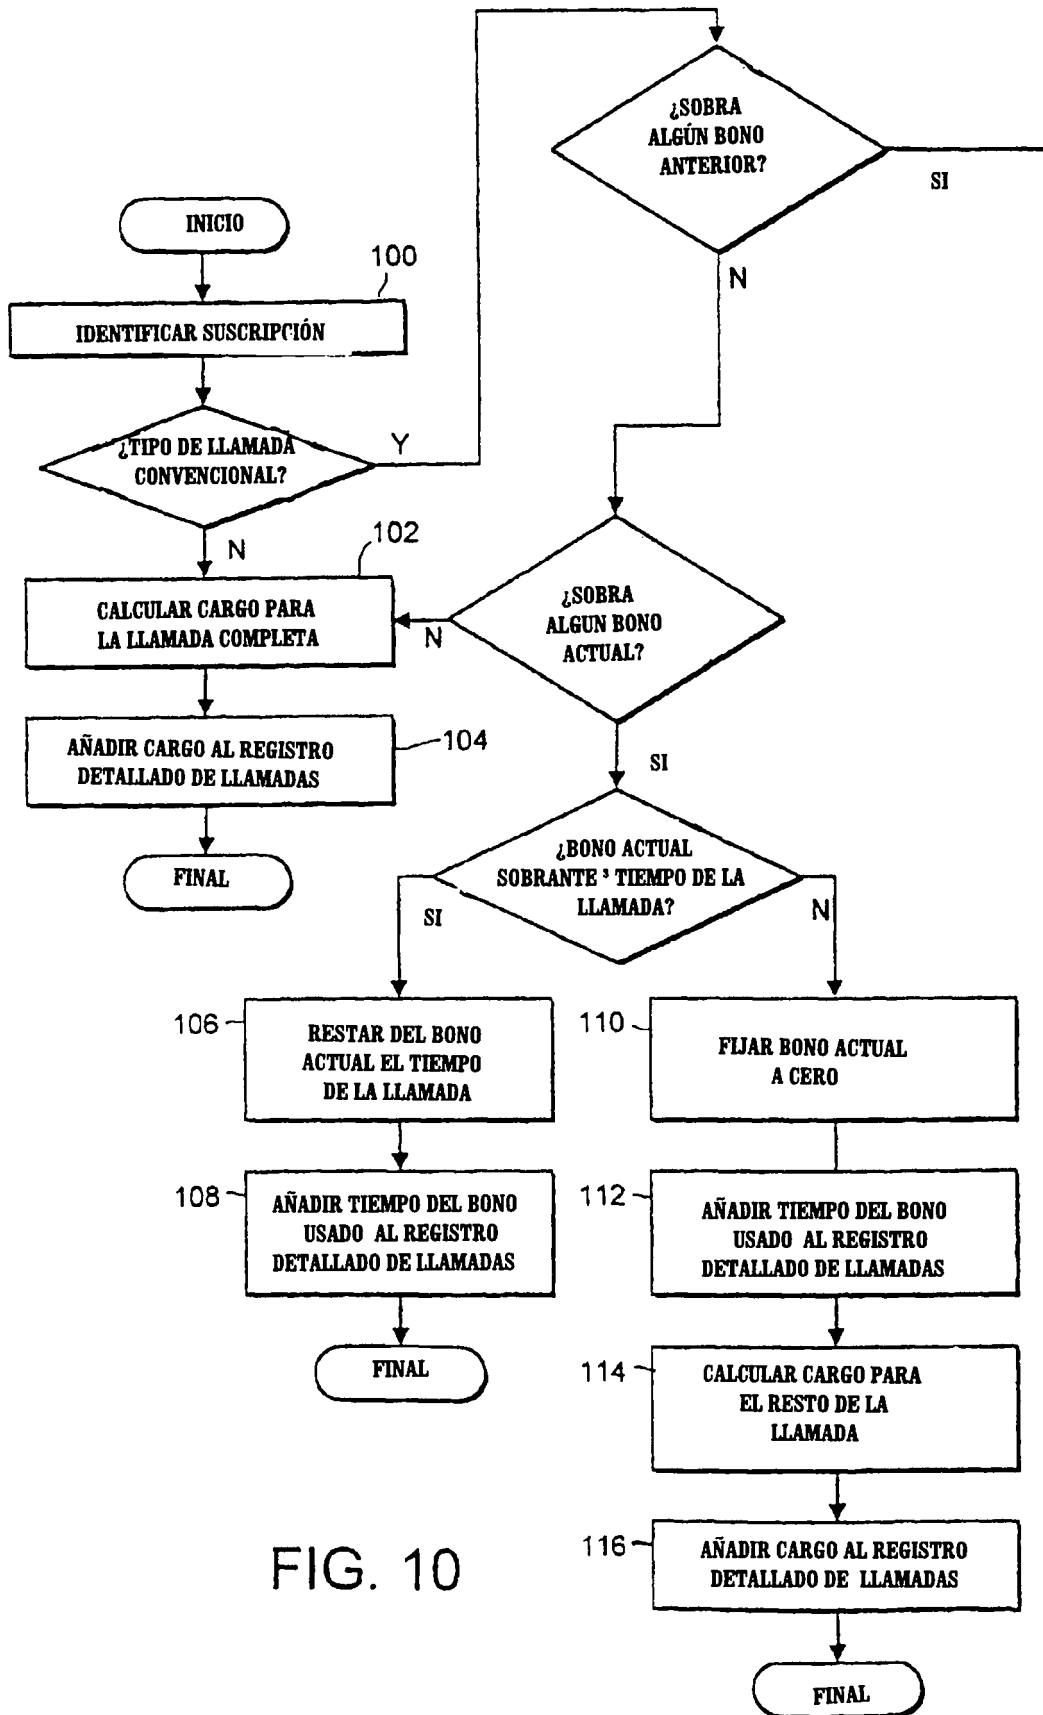 ¿SOBRA
ALGÚN BONO
ANTERIOR?
SI
N
INICIO
100
IDENTIFICAR SUSCRIPCIÓN
¿TIPO DE LLAMADA
CONVENCIONAL?
Y
N
102
CALCULAR CARGO PARA
LA LLAMADA COMPLETA
N
¿SOBRA
ALGUN BONO
ACTUAL?
SI
AÑADIR CARGO AL REGISTRO
DETALLADO DE LLAMADAS
104
FINAL
¿BONO ACTUAL
SOBRANTE ³ TIEMPO DE LA
LLAMADA?
SI
N
106
RESTAR DEL BONO
ACTUAL EL TIEMPO
DE LA LLAMADA
108
AÑADIR TIEMPO DEL BONO
USADO AL REGISTRO
DETALLADO DE LLAMADAS
FINAL
110
FIJAR BONO ACTUAL
A CERO
112
AÑADIR TIEMPO DEL BONO
USADO AL REGISTRO
DETALLADO DE LLAMADAS
114
CALCULAR CARGO PARA
EL RESTO DE LA
LLAMADA
116
AÑADIR CARGO AL REGISTRO
DETALLADO DE LLAMADAS
FINAL
FIG. 10